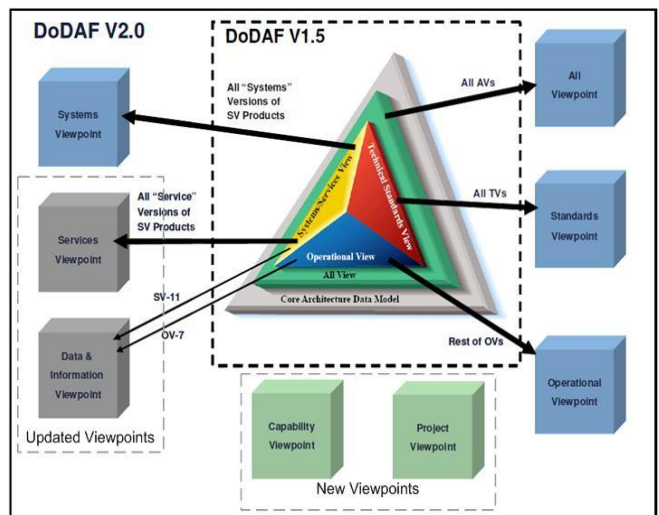 DoDAF V2.0
DoDAF V1.5
Systems
Viewpoint
All “Systems”
Versions of
SV Products
All AVs
All
Viewpoint
Services
Viewpoint
All “Service”
Versions of
SV Products
Systems/Services View
Technical Standards View
Operational View
All View
Core Architecture Data Model
All TVs
Standards
Viewpoint
SV-11
OV-7
Data &
Information
Viewpoint
Updated Viewpoints
Rest of OVs
Operational
Viewpoint
Capability
Viewpoint
Project
Viewpoint
New Viewpoints